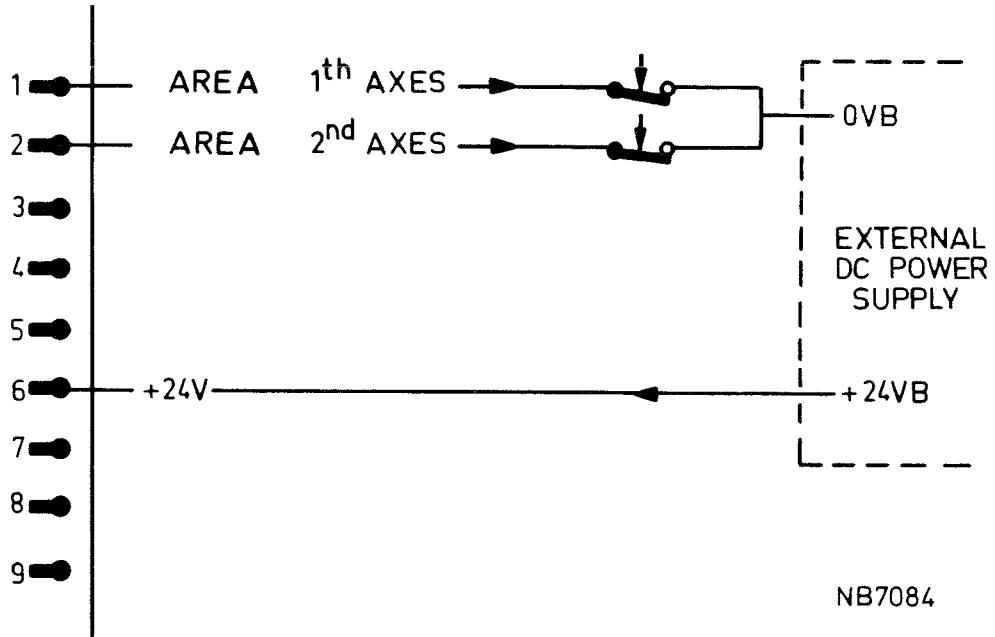 1 AREA 1th AXES
0VB
2 AREA 2nd AXES
3
EXTERNAL
DC POWER
SUPPLY
4
5
6 +24V +24VB
7
8
9
NB7084